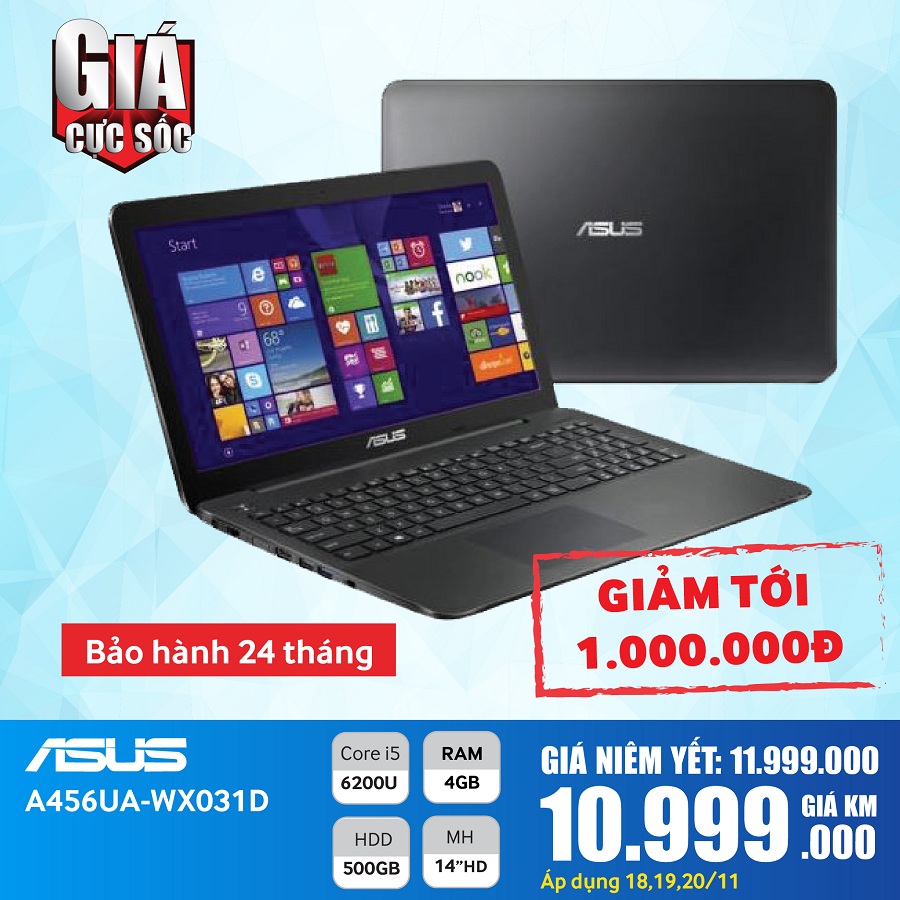 GIÁ
CỰC SỐC
ASUS
Start
nook
9
68°
ASUS
GIẢM TỚI
1.000.000Đ
Bảo hành 24 tháng
ASUS
A456UA-WX031D
Core i5
6200U
RAM
4GB
HDD
500GB
MH
14"HD
GIÁ NIÊM YẾT: 11.999.000
10.999.000
GIÁ KM
Áp dụng 18,19,20/11